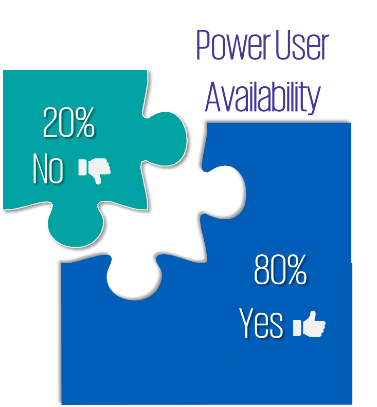 Power User
Availability
20%
No
80%
Yes